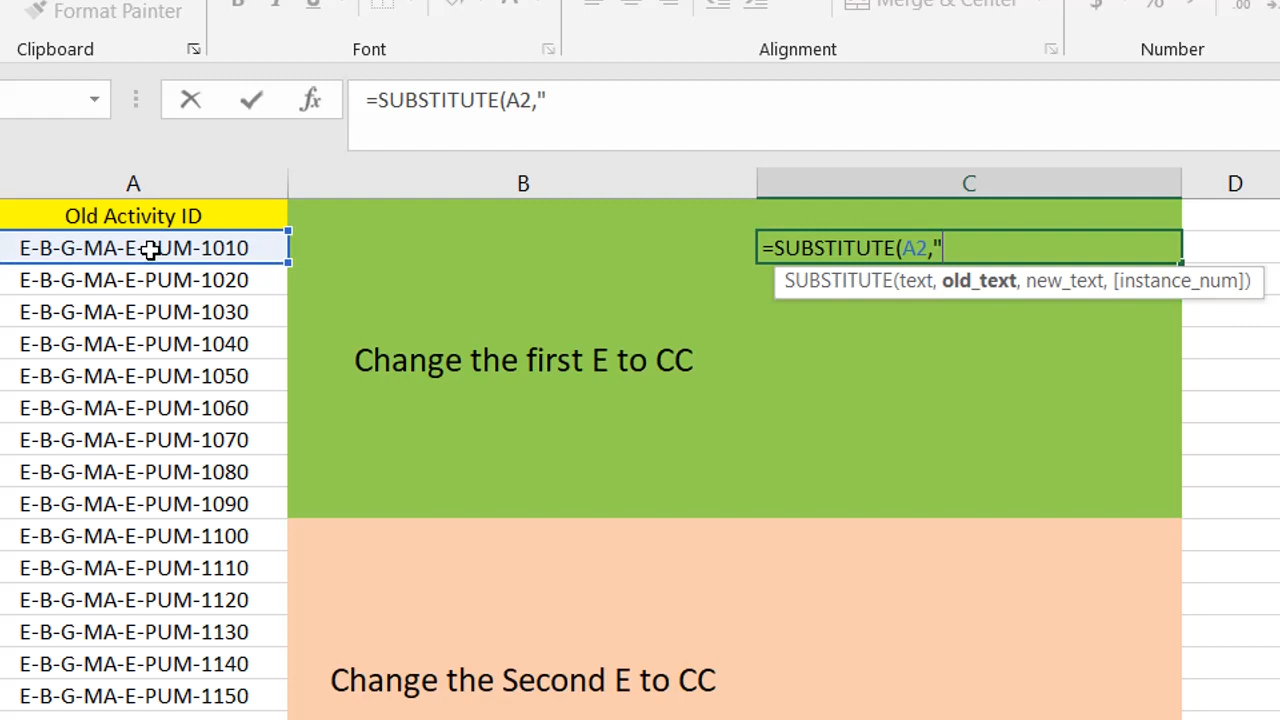 Format Painter
B I U
Merge & Center
$ % .00
Clipboard
Font
Alignment
Number
fx
=SUBSTITUTE(A2,"
A B C D
Old Activity ID
E-B-G-MA-E-PUM-1010
=SUBSTITUTE(A2,"
E-B-G-MA-E-PUM-1020
SUBSTITUTE(text, old_text, new_text, [instance_num])
E-B-G-MA-E-PUM-1030
E-B-G-MA-E-PUM-1040
Change the first E to CC
E-B-G-MA-E-PUM-1050
E-B-G-MA-E-PUM-1060
E-B-G-MA-E-PUM-1070
E-B-G-MA-E-PUM-1080
E-B-G-MA-E-PUM-1090
E-B-G-MA-E-PUM-1100
E-B-G-MA-E-PUM-1110
E-B-G-MA-E-PUM-1120
E-B-G-MA-E-PUM-1130
E-B-G-MA-E-PUM-1140
Change the Second E to CC
E-B-G-MA-E-PUM-1150